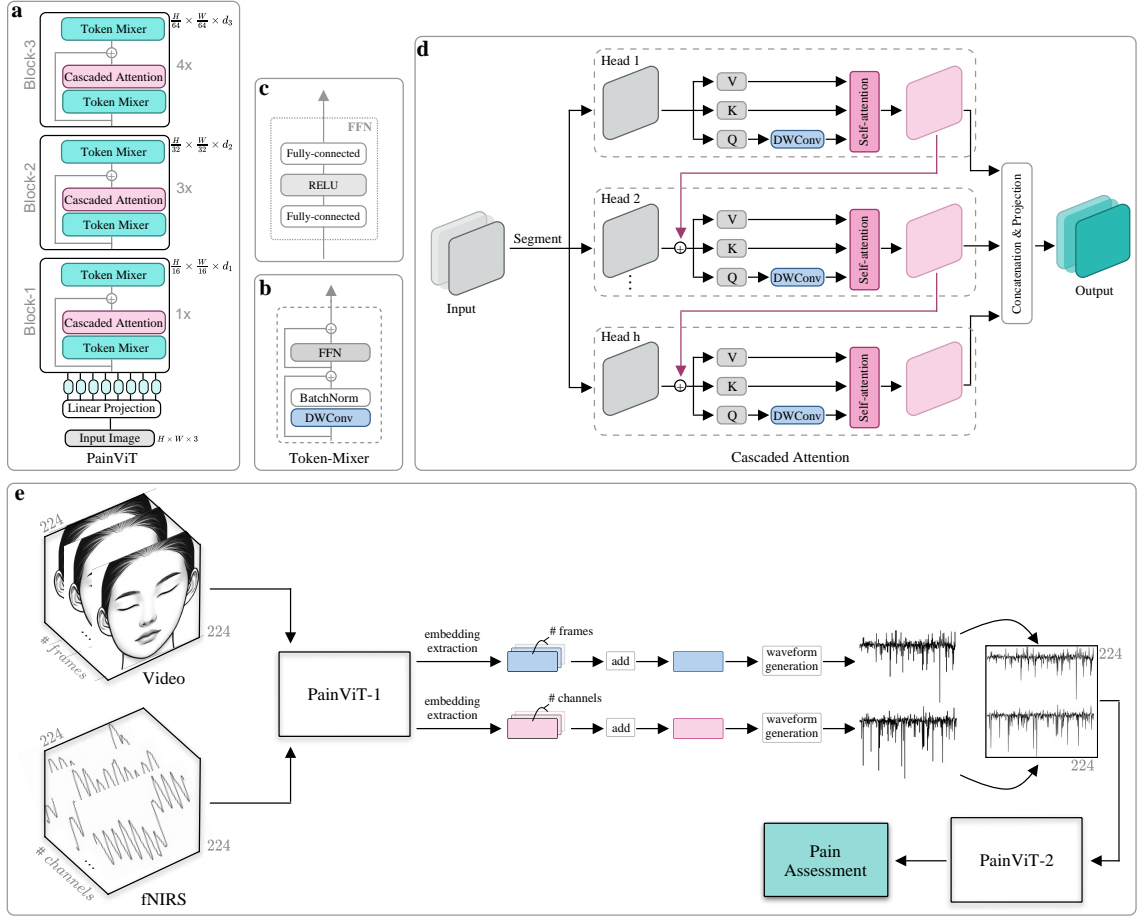 a
Token Mixer
H/64 × W/64 × d3
Block-3
4x
Cascaded Attention
Token Mixer
Token Mixer
H/32 × W/32 × d2
Block-2
3x
Cascaded Attention
Token Mixer
Token Mixer
H/16 × W/16 × d1
Block-1
1x
Cascaded Attention
Token Mixer
Linear Projection
Input Image
H × W × 3
PainViT
c
FFN
Fully-connected
RELU
Fully-connected
b
FFN
BatchNorm
DWConv
Token-Mixer
d
Input
Segment
Head 1
V
K
Q
DWConv
Self-attention
Head 2
V
K
Q
DWConv
Self-attention
⋮
Head h
V
K
Q
DWConv
Self-attention
Concatenation & Projection
Output
Cascaded Attention
e
224
224
# frames
...
Video
224
224
# channels
...
fNIRS
PainViT-1
embedding
extraction
# frames
add
waveform
generation
embedding
extraction
# channels
add
waveform
generation
224
224
PainViT-2
Pain
Assessment